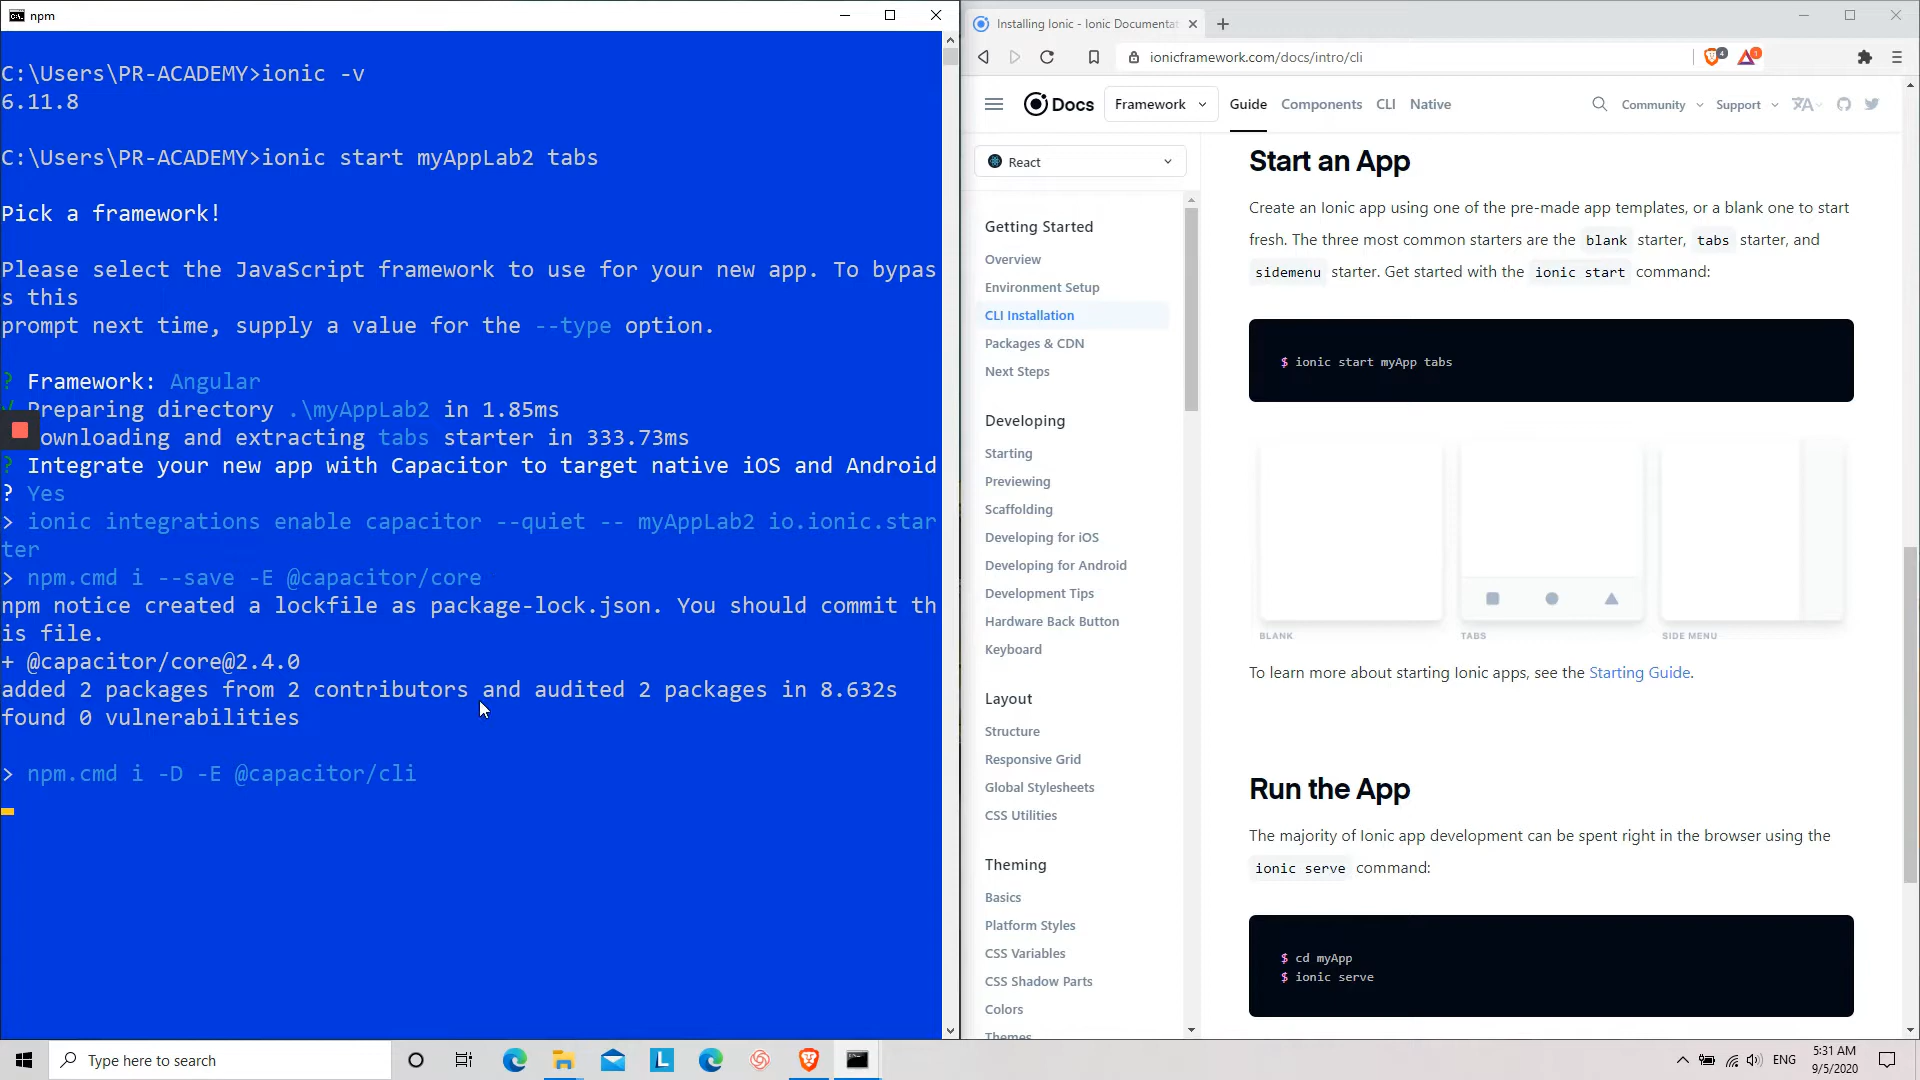 npm
C:\Users\PR-ACADEMY>ionic -v
6.11.8
C:\Users\PR-ACADEMY>ionic start myAppLab2 tabs
Pick a framework!
Please select the JavaScript framework to use for your new app. To bypas
s this
prompt next time, supply a value for the --type option.
? Framework: Angular
√ Preparing directory .\myAppLab2 in 1.85ms
ownloading and extracting tabs starter in 333.73ms
? Integrate your new app with Capacitor to target native iOS and Android
? Yes
> ionic integrations enable capacitor --quiet -- myAppLab2 io.ionic.star
ter
> npm.cmd i --save -E @capacitor/core
npm notice created a lockfile as package-lock.json. You should commit th
is file.
+ @capacitor/core@2.4.0
added 2 packages from 2 contributors and audited 2 packages in 8.632s
found 0 vulnerabilities
> npm.cmd i -D -E @capacitor/cli
Installing Ionic - Ionic Documentat
ionicframework.com/docs/intro/cli
4
1
Docs
Framework
Guide
Components
CLI
Native
Community
Support
React
Getting Started
Overview
Environment Setup
CLI Installation
Packages & CDN
Next Steps
Developing
Starting
Previewing
Scaffolding
Developing for iOS
Developing for Android
Development Tips
Hardware Back Button
Keyboard
Layout
Structure
Responsive Grid
Global Stylesheets
CSS Utilities
Theming
Basics
Platform Styles
CSS Variables
CSS Shadow Parts
Colors
Themes
Start an App
Create an Ionic app using one of the pre-made app templates, or a blank one to start
fresh. The three most common starters are the blank starter, tabs starter, and
sidemenu starter. Get started with the ionic start command:
$ ionic start myApp tabs
BLANK
TABS
SIDE MENU
To learn more about starting Ionic apps, see the Starting Guide.
Run the App
The majority of Ionic app development can be spent right in the browser using the
ionic serve command:
$ cd myApp
$ ionic serve
Type here to search
L
ENG
5:31 AM
9/5/2020